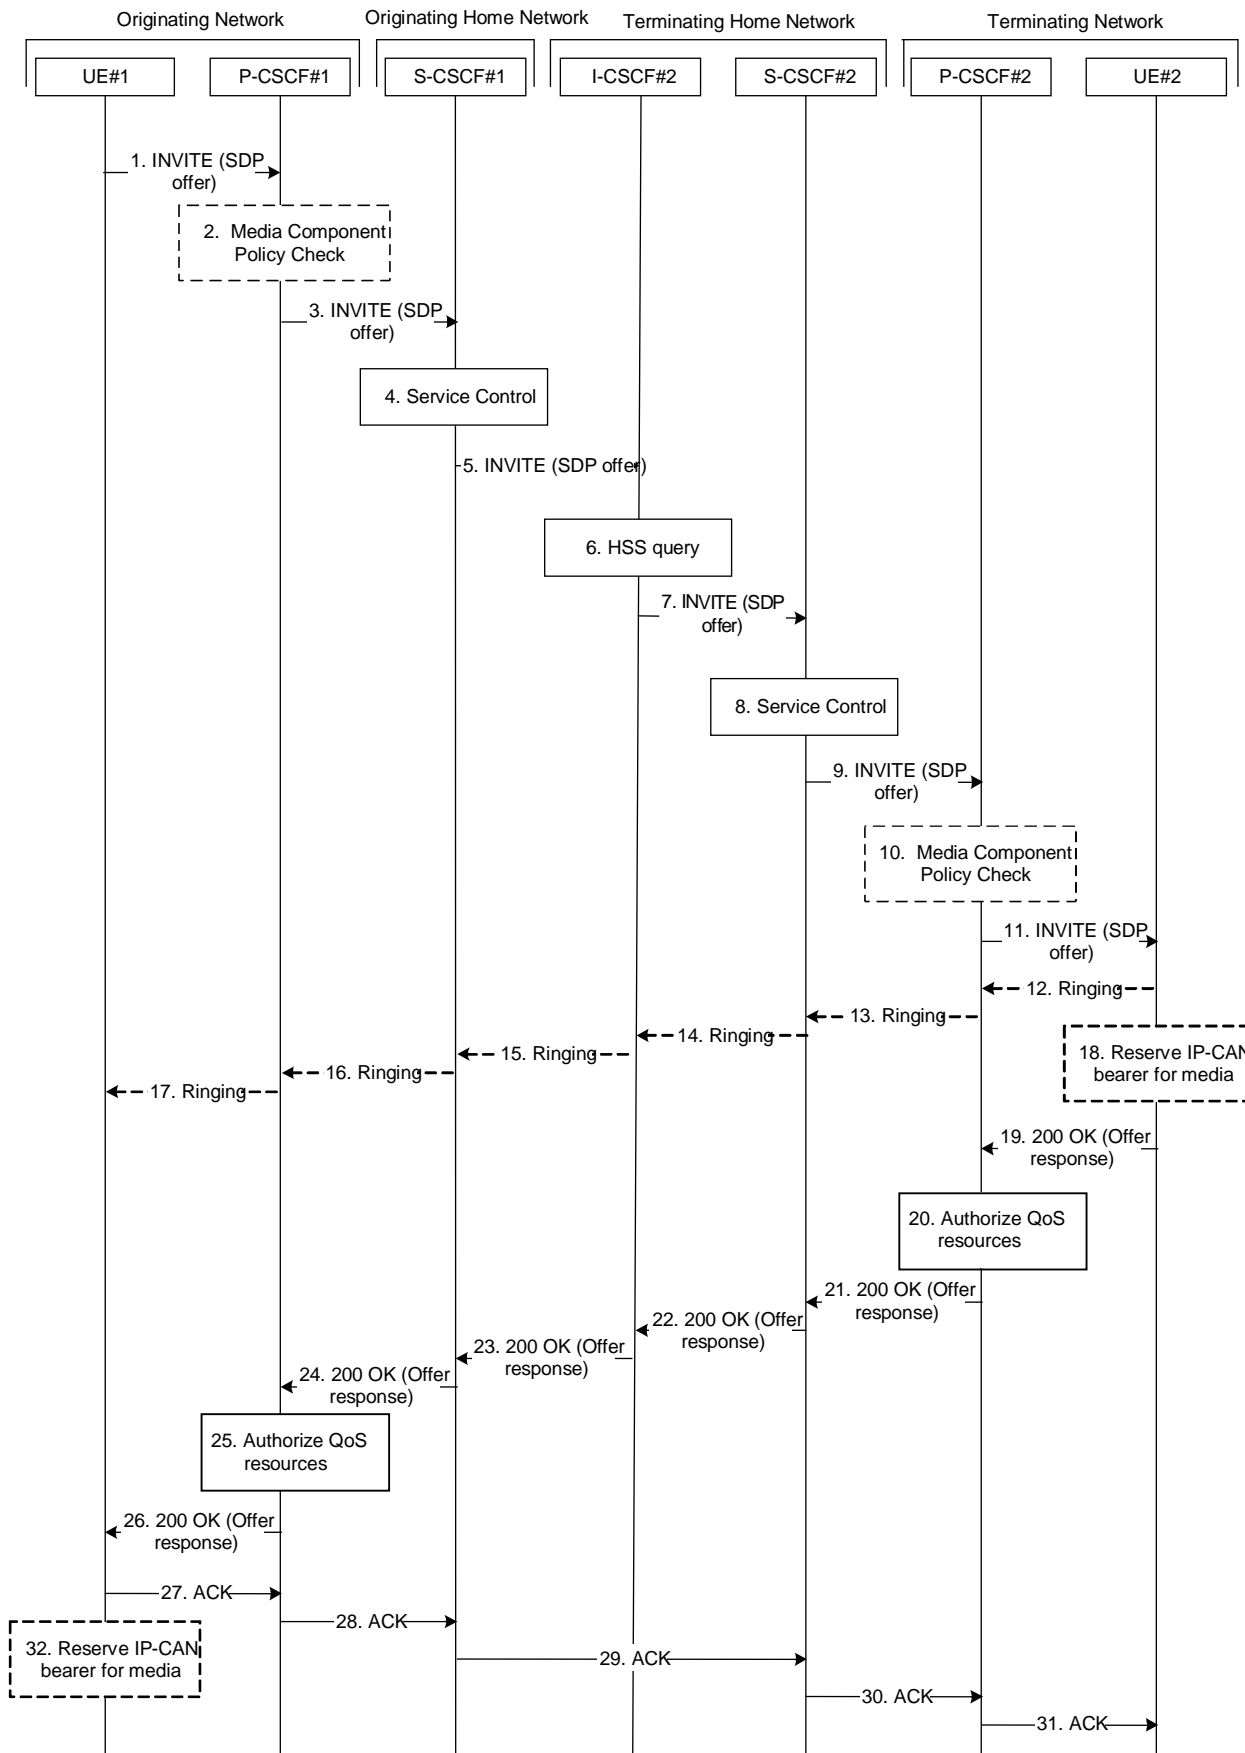 Originating Network
Originating Home Network
Terminating Home Network
Terminating Network
UE#1
P-CSCF#1
S-CSCF#1
I-CSCF#2
S-CSCF#2
P-CSCF#2
UE#2
1. INVITE (SDP
offer)
2. Media Component
Policy Check
3. INVITE (SDP
offer)
4. Service Control
5. INVITE (SDP offer)
6. HSS query
7. INVITE (SDP
offer)
8. Service Control
9. INVITE (SDP
offer)
10. Media Component
Policy Check
11. INVITE (SDP
offer)
12. Ringing
13. Ringing
14. Ringing
15. Ringing
16. Ringing
17. Ringing
18. Reserve IP-CAN
bearer for media
19. 200 OK (Offer
response)
20. Authorize QoS
resources
21. 200 OK (Offer
response)
22. 200 OK (Offer
response)
23. 200 OK (Offer
response)
24. 200 OK (Offer
response)
25. Authorize QoS
resources
26. 200 OK (Offer
response)
27. ACK
28. ACK
32. Reserve IP-CAN
bearer for media
29. ACK
30. ACK
31. ACK